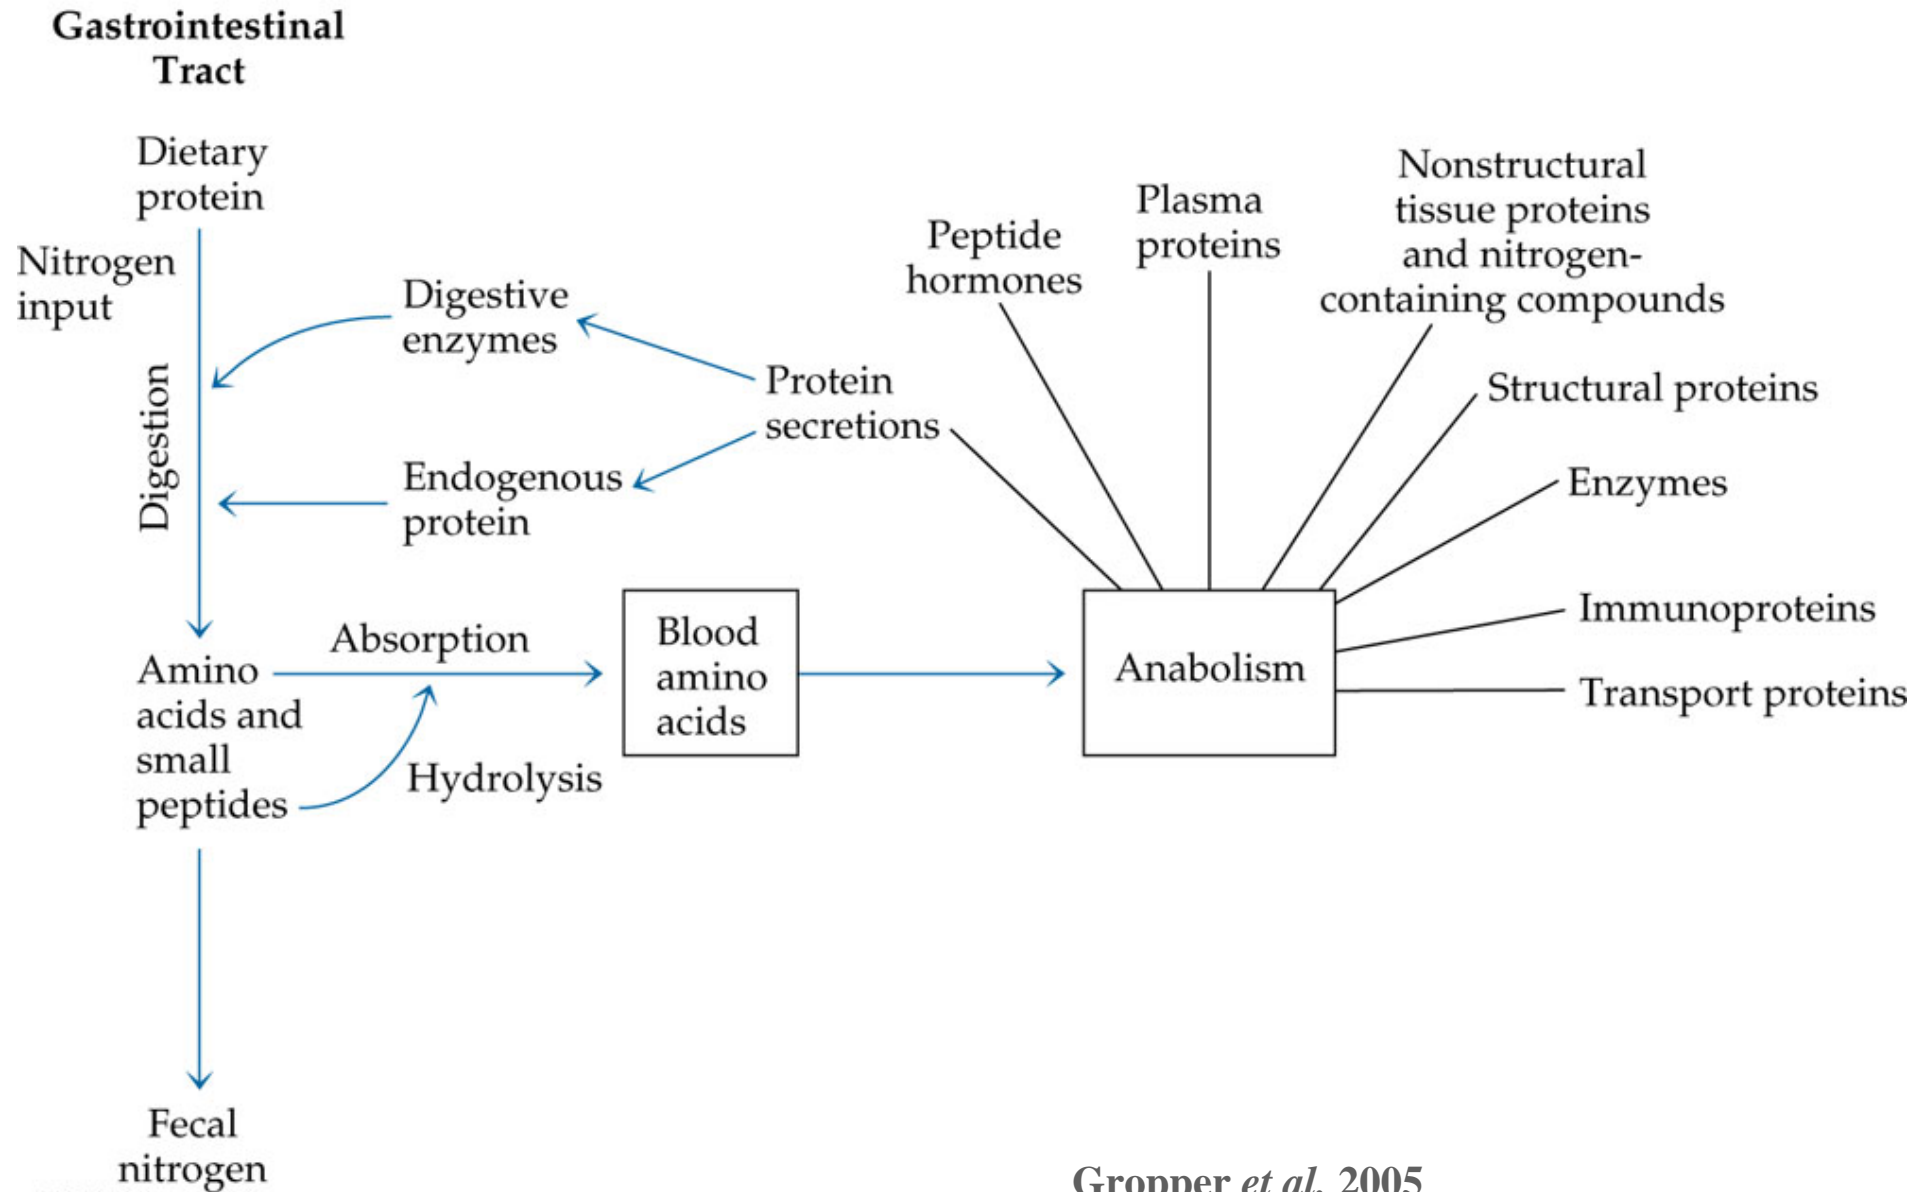 Gastrointestinal
Tract
Dietary
protein
Nitrogen
input
Digestion
Digestive
enzymes
Endogenous
protein
Protein
secretions
Peptide
hormones
Plasma
proteins
Nonstructural
tissue proteins
and nitrogen-
containing compounds
Structural proteins
Enzymes
Immunoproteins
Transport proteins
Amino
acids and
small
peptides
Absorption
Hydrolysis
Blood
amino
acids
Anabolism
Fecal
nitrogen
Gropper et al. 2005